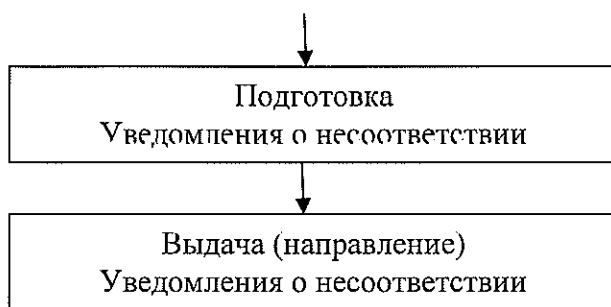 Подготовка
Уведомления о несоответствии
Выдача (направление)
Уведомления о несоответствии